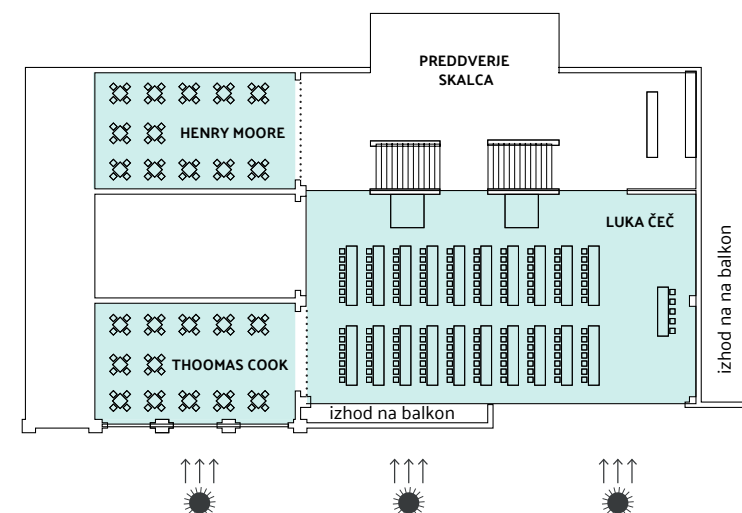 PREDDVERJE
SKALCA
HENRY MOORE
LUKA ČEČ
izhod na na balkon
THOOMAS COOK
izhod na balkon